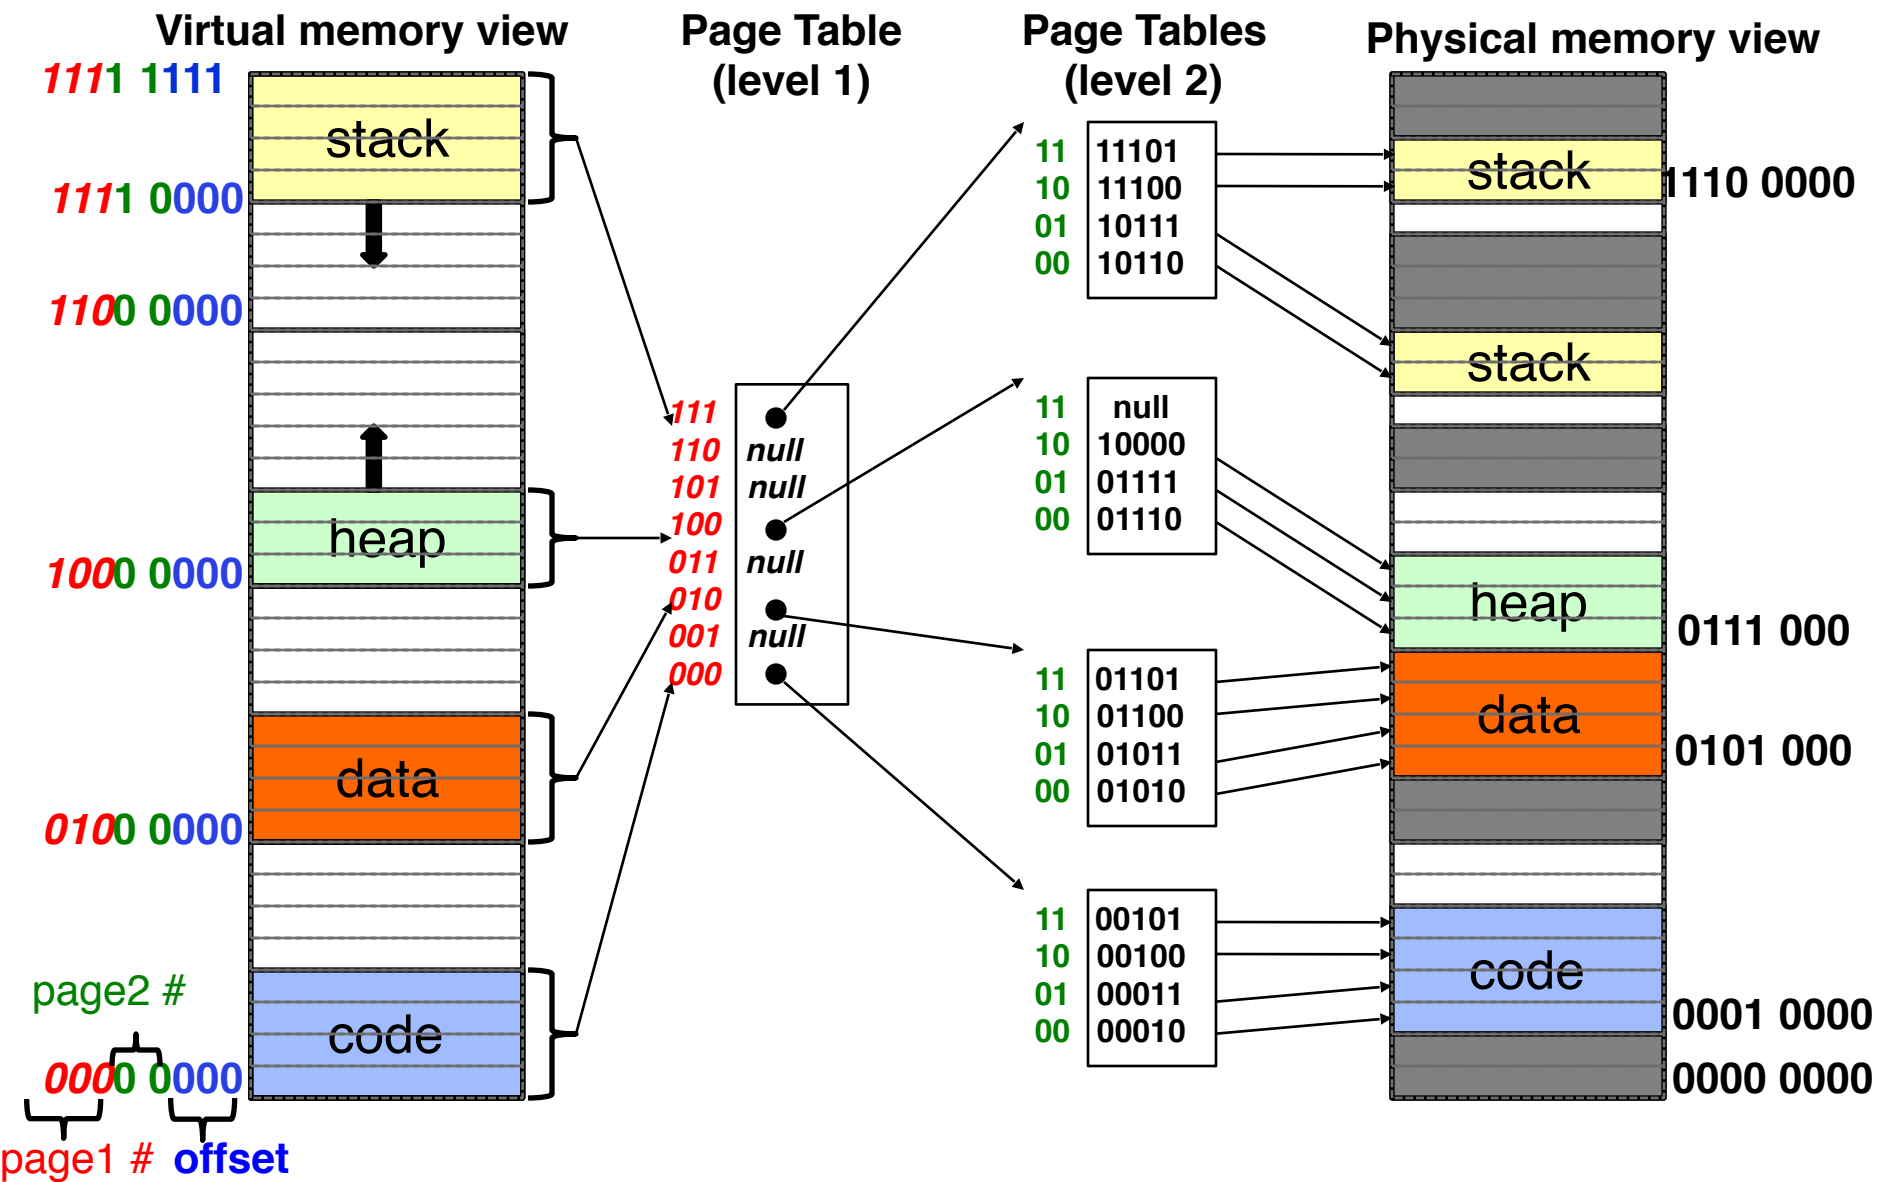 Virtual memory view
1111 1111
stack
1111 0000
1100 0000
heap
1000 0000
data
0100 0000
page2 #
code
0000 0000
page1 # offset
Page Table
(level 1)
111
110 null
101 null
100
011 null
010
001 null
000
Page Tables
(level 2)
11 11101
10 11100
01 10111
00 10110
11 null
10 10000
01 01111
00 01110
11 01101
10 01100
01 01011
00 01010
11 00101
10 00100
01 00011
00 00010
Physical memory view
stack
1110 0000
stack
heap
0111 000
data
0101 000
code
0001 0000
0000 0000